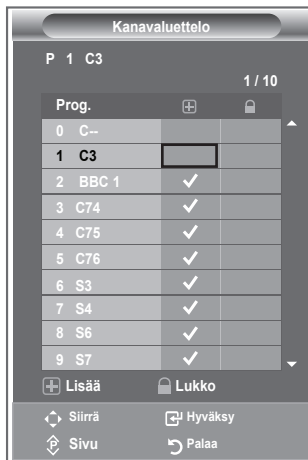 Kanavaluettelo
P 1 C3
1 / 10
Prog.
0 C--
1 C3
2 BBC 1
3 C74
4 C75
5 C76
6 S3
7 S4
8 S6
9 S7
Lisää Lukko
Siirrä Hyväksy
P Sivu Palaa